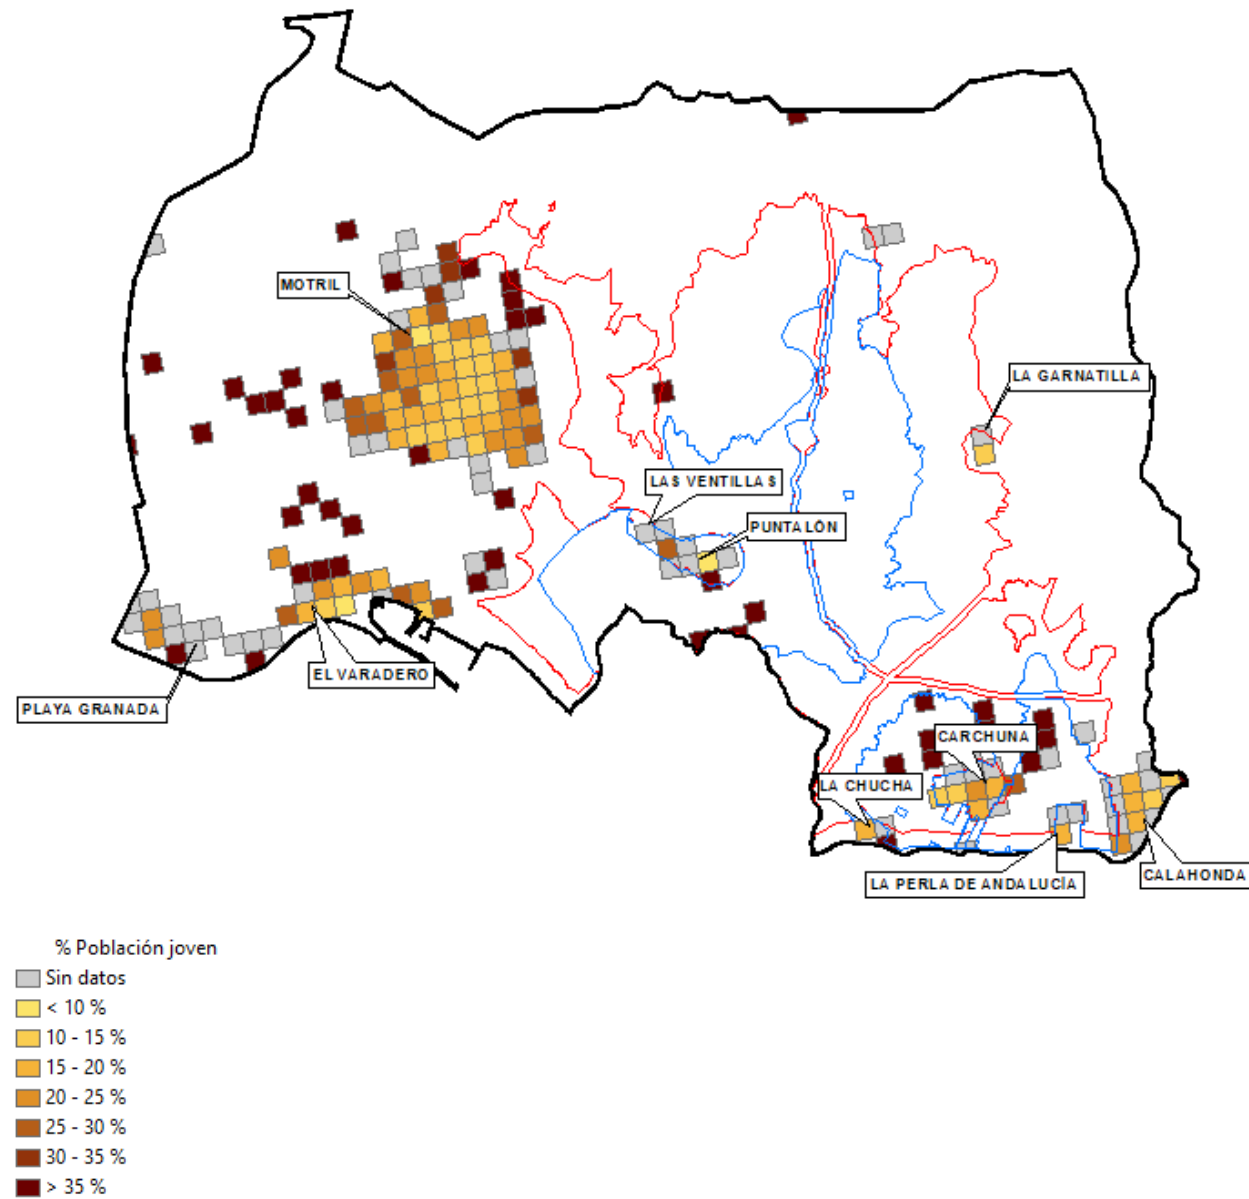 MOTRIL
LA GARNATILLA
LAS VENTILLAS
PUNTALÓN
EL VARADERO
PLAYA GRANADA
CARCHUNA
LA CHUCHA
LA PERLA DE ANDALUCÍA
CALAHONDA
% Población joven
Sin datos
< 10 %
10 - 15 %
15 - 20 %
20 - 25 %
25 - 30 %
30 - 35 %
> 35 %